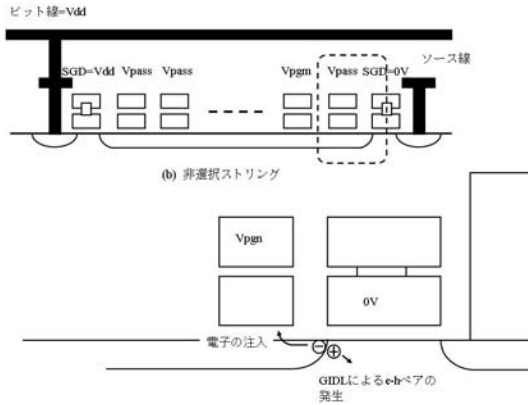 ビット線=Vdd
ソース線
SGD=Vdd Vpass Vpass Vpgm Vpass SGD=0V
(b) 非選択ストリング
Vpgn
0V
電子の注入
GIDLによるe-hペアの
発生